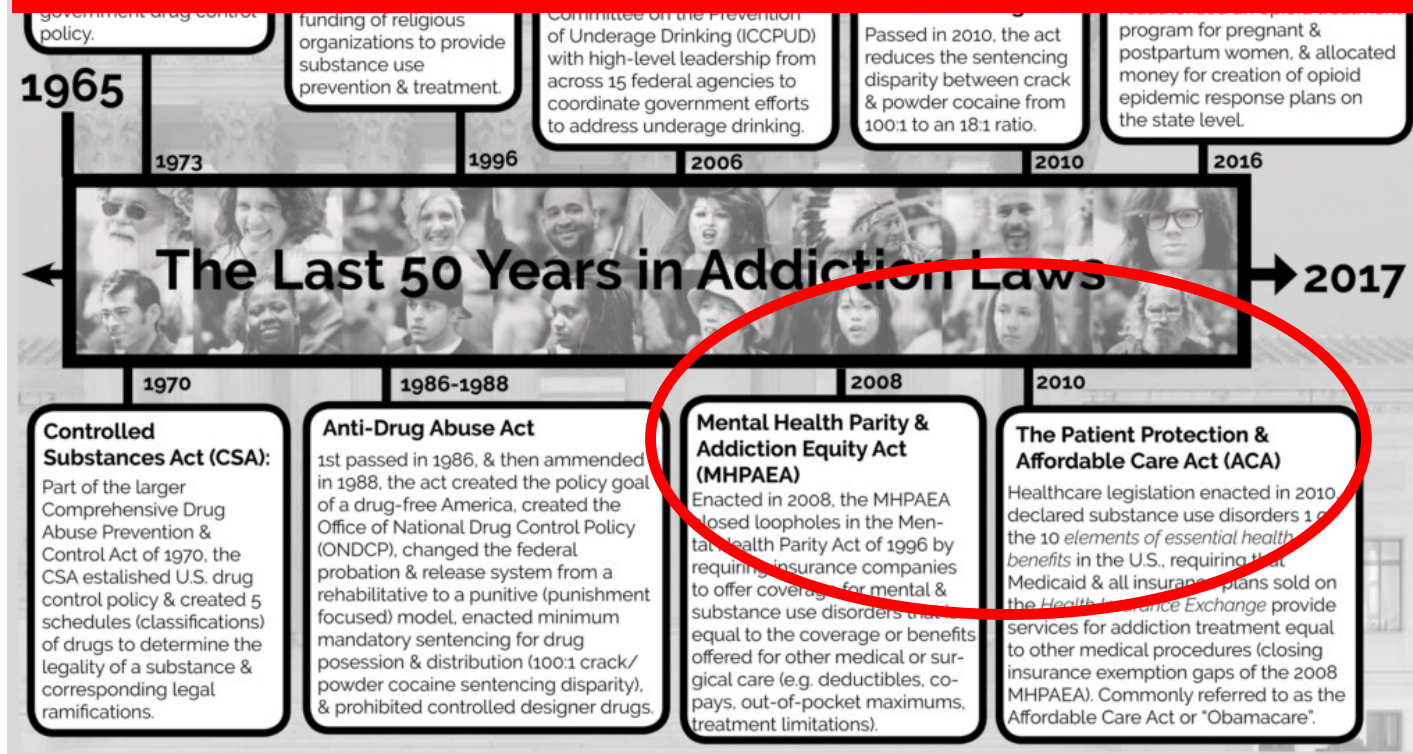 government drug control
policy.
funding of religious
organizations to provide
substance use
prevention & treatment.
Committee on the Prevention
of Underage Drinking (ICCPUD)
with high-level leadership from
across 15 federal agencies to
coordinate government efforts
to address underage drinking.
Passed in 2010, the act
reduces the sentencing
disparity between crack
& powder cocaine from
100:1 to an 18:1 ratio.
program for pregnant &
postpartum women, & allocated
money for creation of opioid
epidemic response plans on
the state level.
1965
1973
1996
2006
2010
2016
The Last 50 Years in Addiction Laws
2017
1970
1986-1988
2008
2010
Controlled
Substances Act (CSA):
Part of the larger
Comprehensive Drug
Abuse Prevention &
Control Act of 1970, the
CSA estalished U.S. drug
control policy & created 5
schedules (classifications)
of drugs to determine the
legality of a substance &
corresponding legal
ramifications.
Anti-Drug Abuse Act
1st passed in 1986, & then ammended
in 1988, the act created the policy goal
of a drug-free America, created the
Office of National Drug Control Policy
(ONDCP), changed the federal
probation & release system from a
rehabilitative to a punitive (punishment
focused) model, enacted minimum
mandatory sentencing for drug
posession & distribution (100:1 crack/
powder cocaine sentencing disparity),
& prohibited controlled designer drugs.
Mental Health Parity &
Addiction Equity Act
(MHPAEA)
Enacted in 2008, the MHPAEA
closed loopholes in the Men-
tal Health Parity Act of 1996 by
requiring insurance companies
to offer coverage for mental &
substance use disorders that is
equal to the coverage or benefits
offered for other medical or sur-
gical care (e.g. deductibles, co-
pays, out-of-pocket maximums,
treatment limitations).
The Patient Protection &
Affordable Care Act (ACA)
Healthcare legislation enacted in 2010,
declared substance use disorders 1 of
the 10 elements of essential health
benefits in the U.S., requiring that
Medicaid & all insurance plans sold on
the Health Insurance Exchange provide
services for addiction treatment equal
to other medical procedures (closing
insurance exemption gaps of the 2008
MHPAEA). Commonly referred to as the
Affordable Care Act or “Obamacare”.